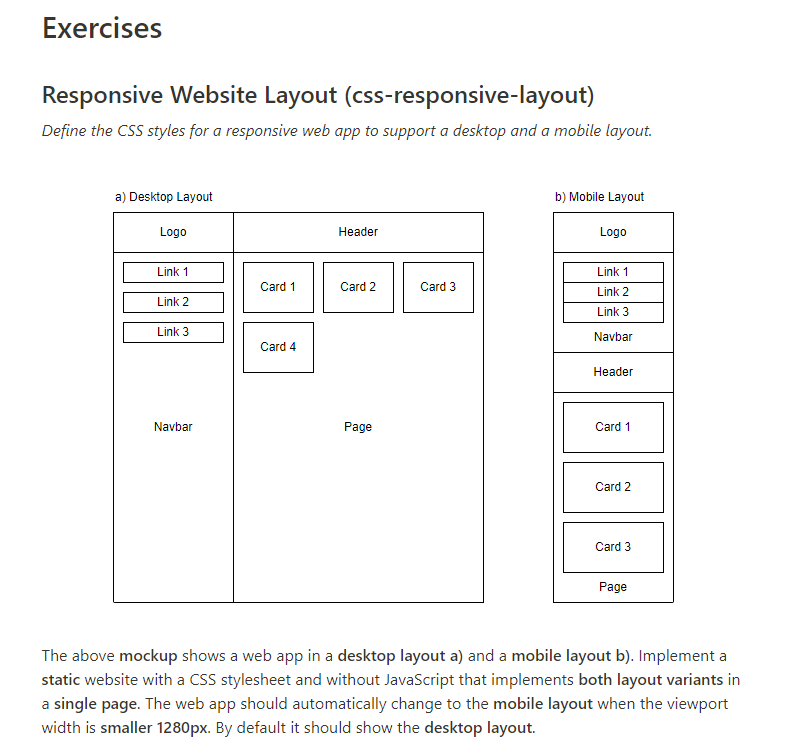 Exercises
Responsive Website Layout (css-responsive-layout)
Define the CSS styles for a responsive web app to support a desktop and a mobile layout.
a) Desktop Layout
Logo
Header
Link 1
Link 2
Link 3
Card 1
Card 2
Card 3
Card 4
Navbar
Page
b) Mobile Layout
Logo
Link 1
Link 2
Link 3
Navbar
Header
Card 1
Card 2
Card 3
Page
The above mockup shows a web app in a desktop layout a) and a mobile layout b). Implement a
static website with a CSS stylesheet and without JavaScript that implements both layout variants in
a single page. The web app should automatically change to the mobile layout when the viewport
width is smaller 1280px. By default it should show the desktop layout.